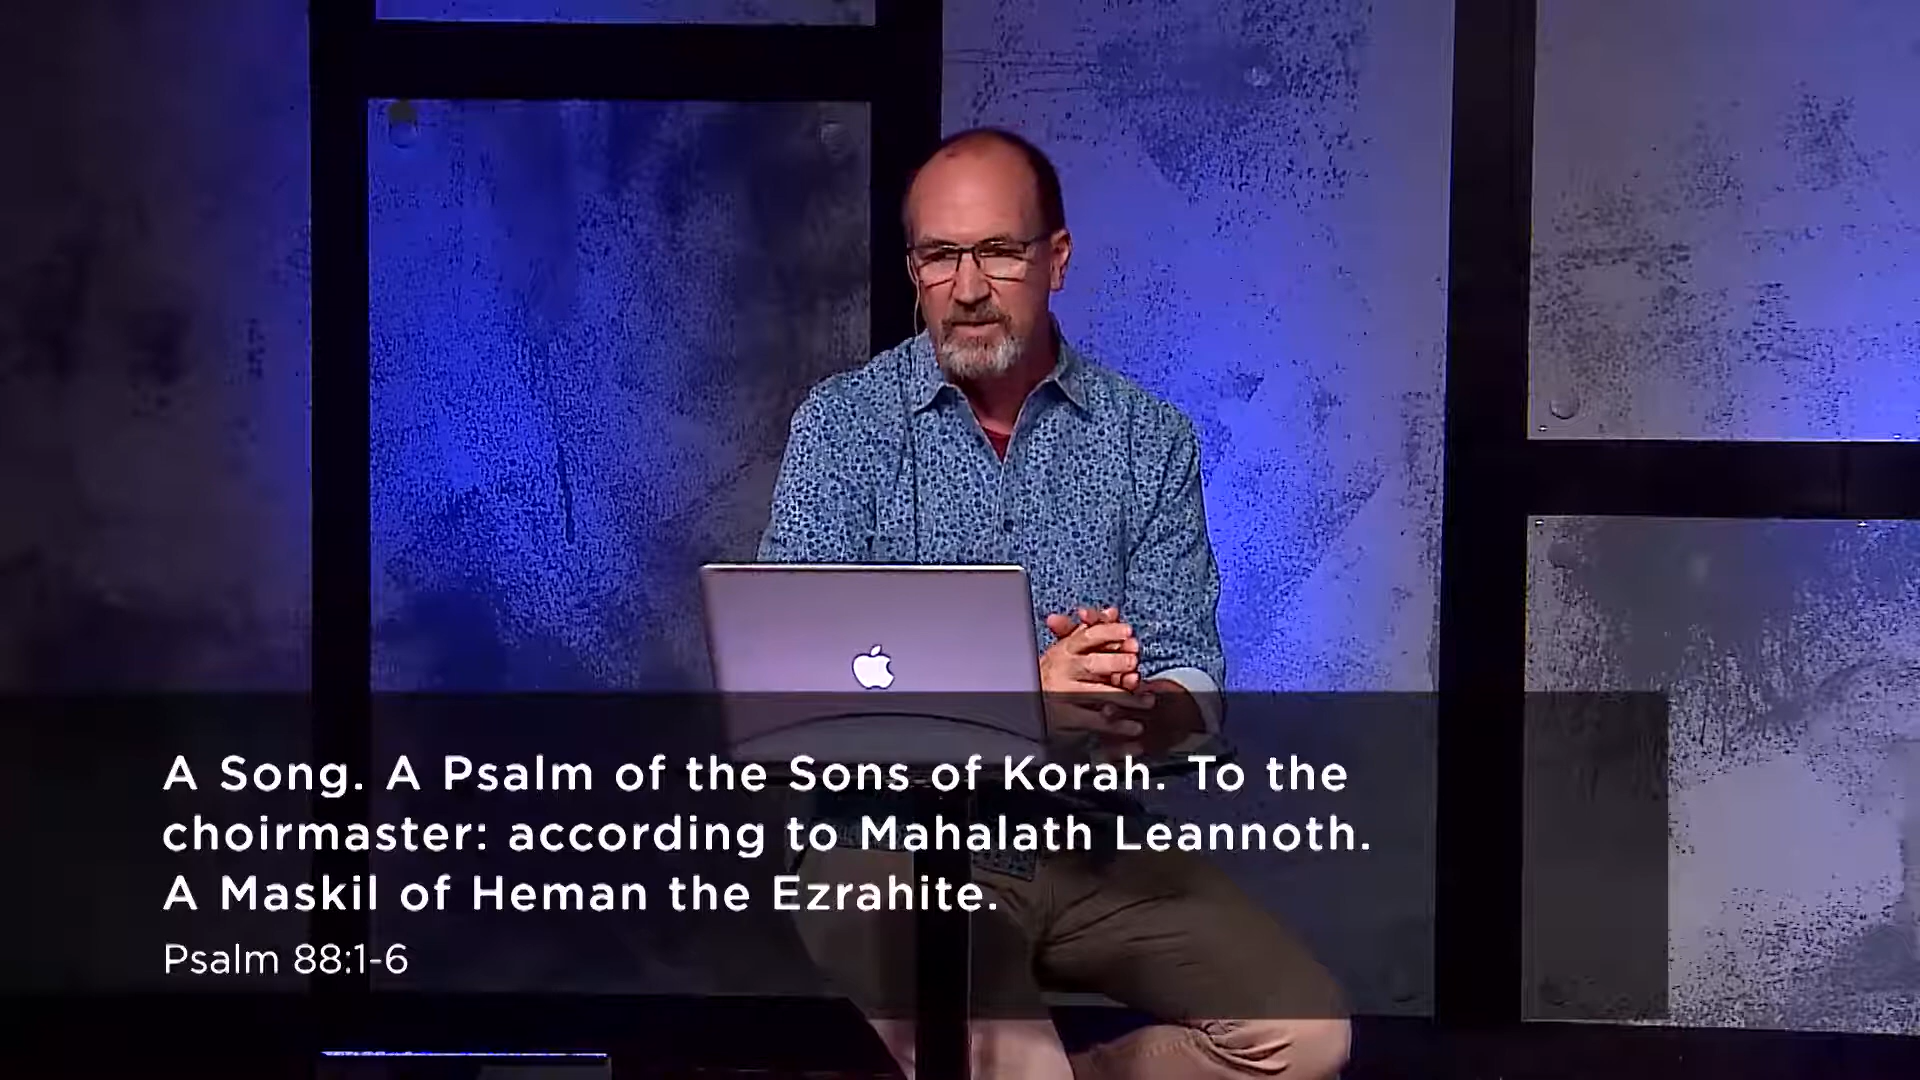 A Song. A Psalm of the Sons of Korah. To the
choirmaster: according to Mahalath Leannoth.
A Maskil of Heman the Ezrahite.
Psalm 88:1-6